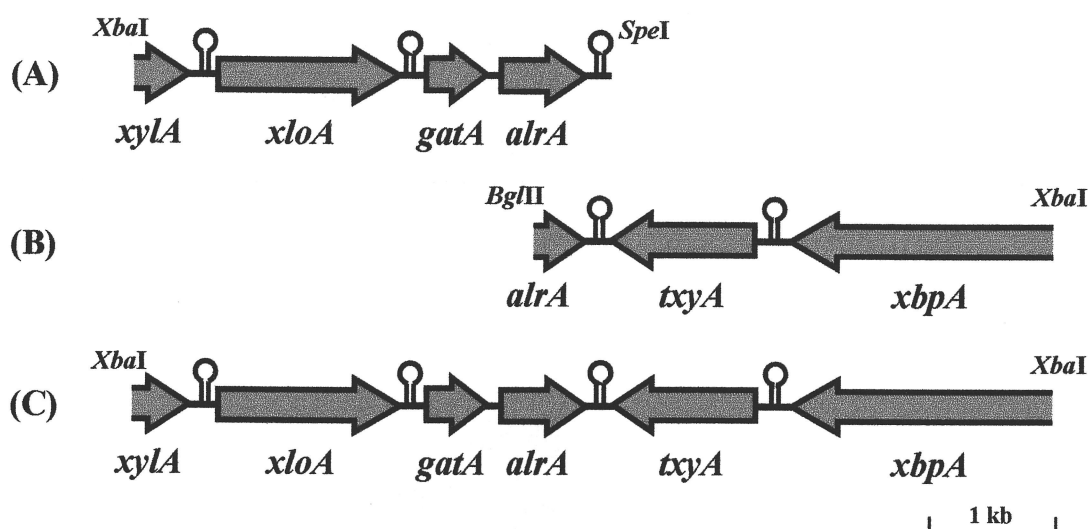 XbaI SpeI
(A)
xylA xloA gatA alrA
BglII XbaI
(B)
alrA txyA xbpA
XbaI XbaI
(C)
xylA xloA gatA alrA txyA xbpA
1 kb